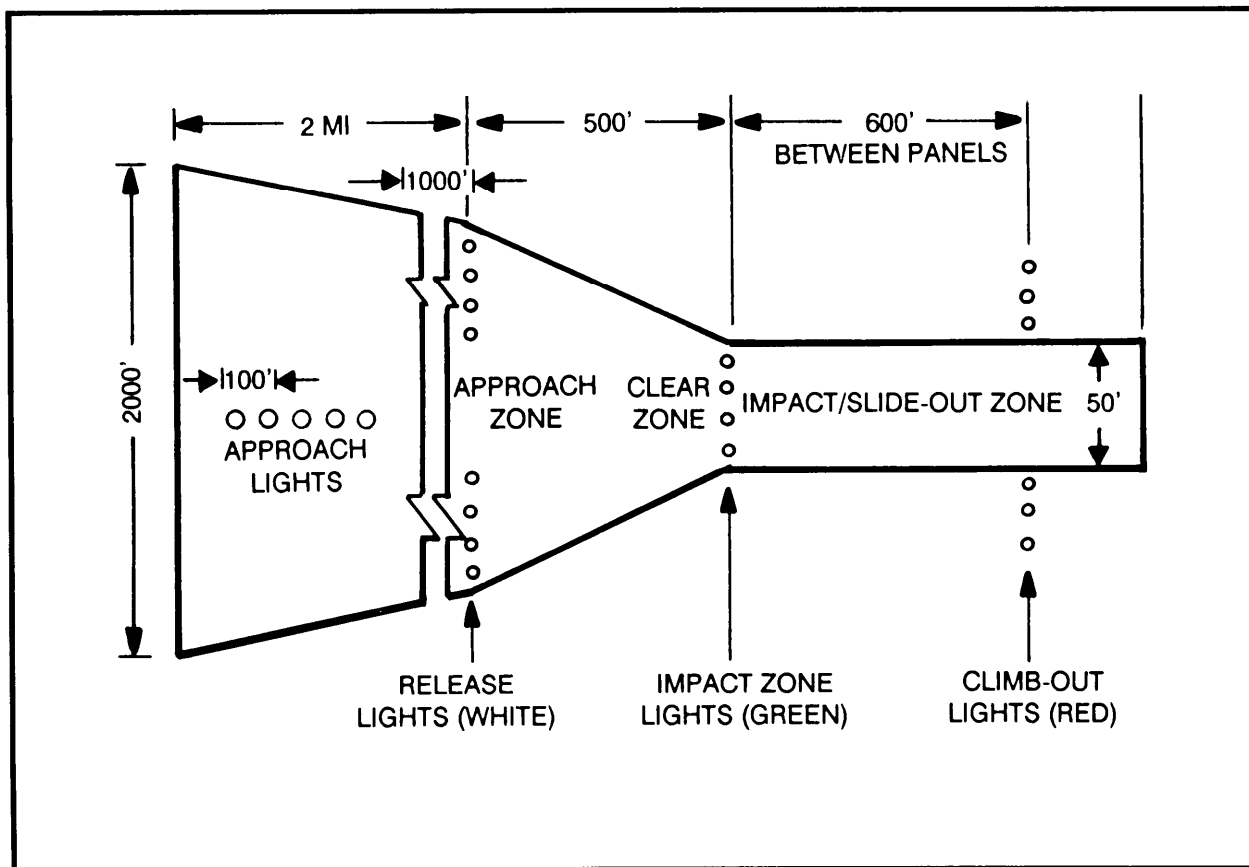 2 MI
500'
600'
BETWEEN PANELS
1000'
2000'
100'
APPROACH
LIGHTS
APPROACH
ZONE
CLEAR
ZONE
IMPACT/SLIDE-OUT ZONE
50'
RELEASE
LIGHTS (WHITE)
IMPACT ZONE
LIGHTS (GREEN)
CLIMB-OUT
LIGHTS (RED)